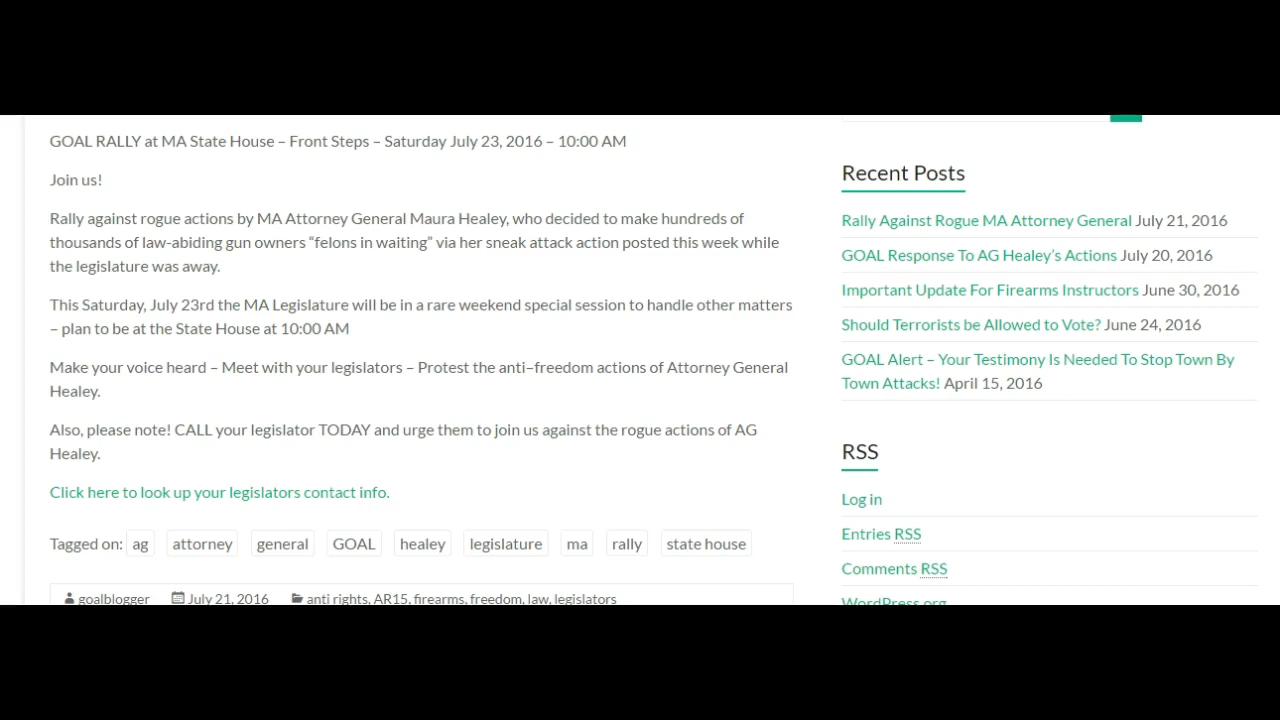 GOAL RALLY at MA State House – Front Steps – Saturday July 23, 2016 – 10:00 AM
Join us!
Rally against rogue actions by MA Attorney General Maura Healey, who decided to make hundreds of
thousands of law-abiding gun owners “felons in waiting” via her sneak attack action posted this week while
the legislature was away.
This Saturday, July 23rd the MA Legislature will be in a rare weekend special session to handle other matters
– plan to be at the State House at 10:00 AM
Make your voice heard – Meet with your legislators – Protest the anti–freedom actions of Attorney General
Healey.
Also, please note! CALL your legislator TODAY and urge them to join us against the rogue actions of AG
Healey.
Click here to look up your legislators contact info.
Tagged on: ag attorney general GOAL healey legislature ma rally state house
goalblogger July 21, 2016 anti rights, AR15, firearms, freedom, law, legislators
Recent Posts
Rally Against Rogue MA Attorney General July 21, 2016
GOAL Response To AG Healey’s Actions July 20, 2016
Important Update For Firearms Instructors June 30, 2016
Should Terrorists be Allowed to Vote? June 24, 2016
GOAL Alert – Your Testimony Is Needed To Stop Town By
Town Attacks! April 15, 2016
RSS
Log in
Entries RSS
Comments RSS
WordPress.org